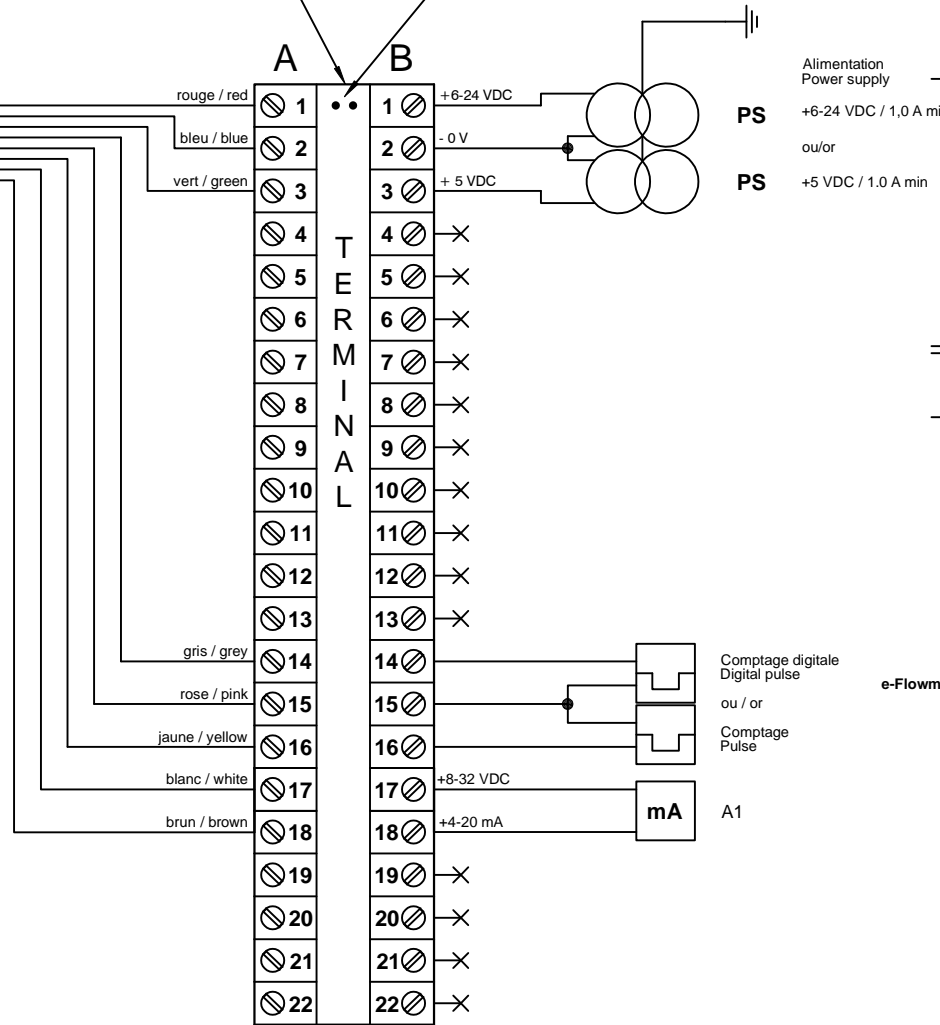 A B
Alimentation
Power supply
rouge / red 1 1 +6-24 VDC PS +6-24 VDC / 1,0 A mi
bleu / blue 2 2 - 0 V ou/or
vert / green 3 3 + 5 VDC PS +5 VDC / 1.0 A min
4 4
5 5
6 6
7 7
8 8
9 9
10 10
11 11
12 12
13 13
TERMINAL
gris / grey 14 14 Comptage digitale
Digital pulse
e-Flowm
rose / pink 15 15 ou / or
jaune / yellow 16 16 Comptage
Pulse
blanc / white 17 17 +8-32 VDC
mA A1
brun / brown 18 18 +4-20 mA
19 19
20 20
21 21
22 22